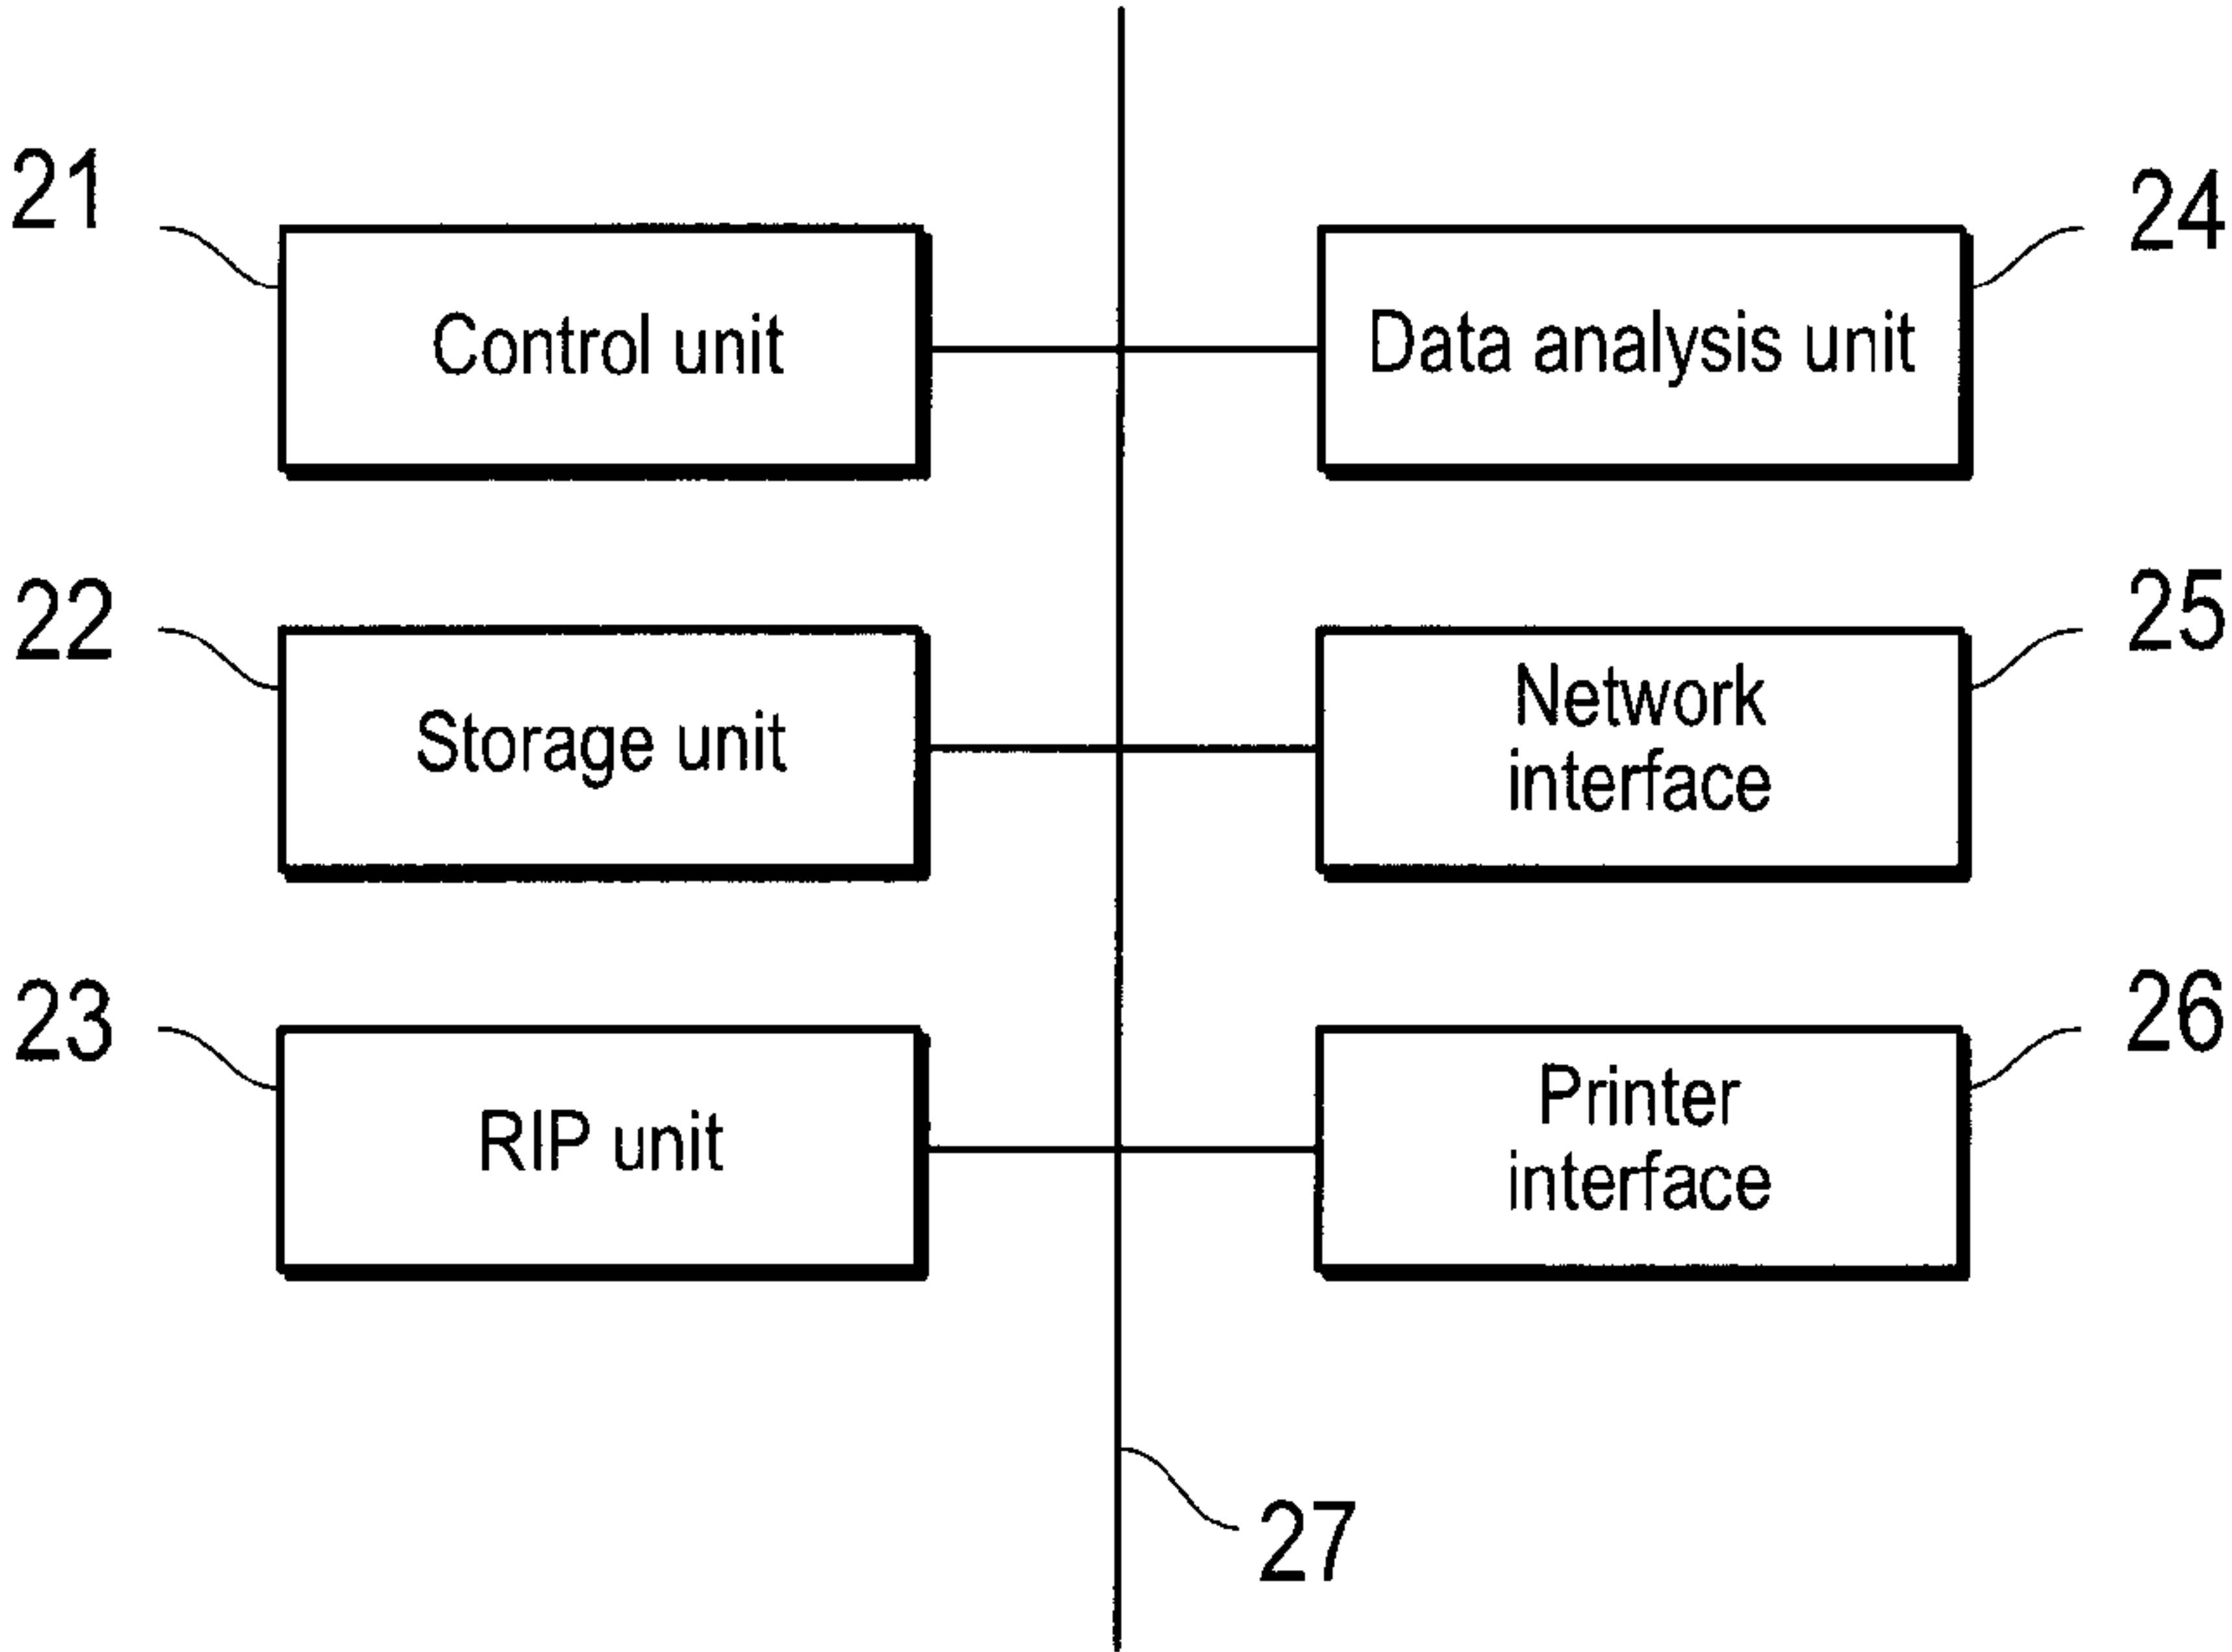 21
Control unit
24
Data analysis unit
22
Storage unit
25
Network
interface
23
RIP unit
26
Printer
interface
27